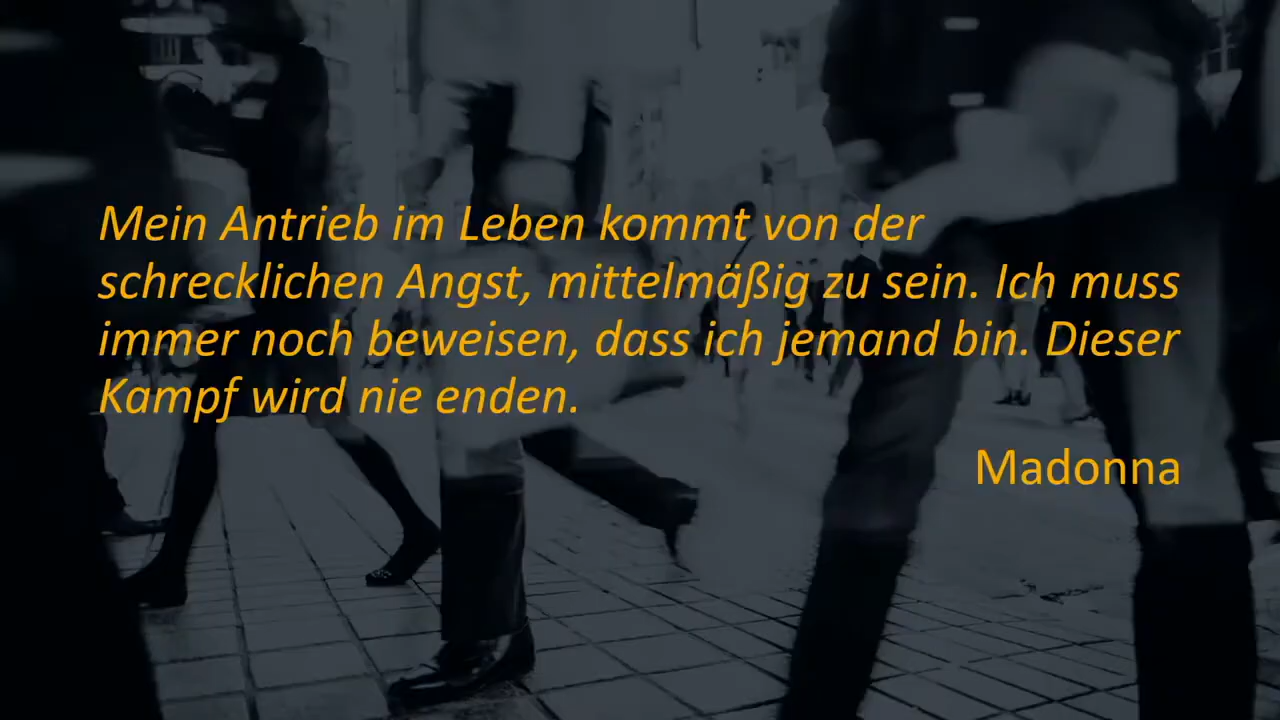 Mein Antrieb im Leben kommt von der
schrecklichen Angst, mittelmäßig zu sein. Ich muss
immer noch beweisen, dass ich jemand bin. Dieser
Kampf wird nie enden.
Madonna